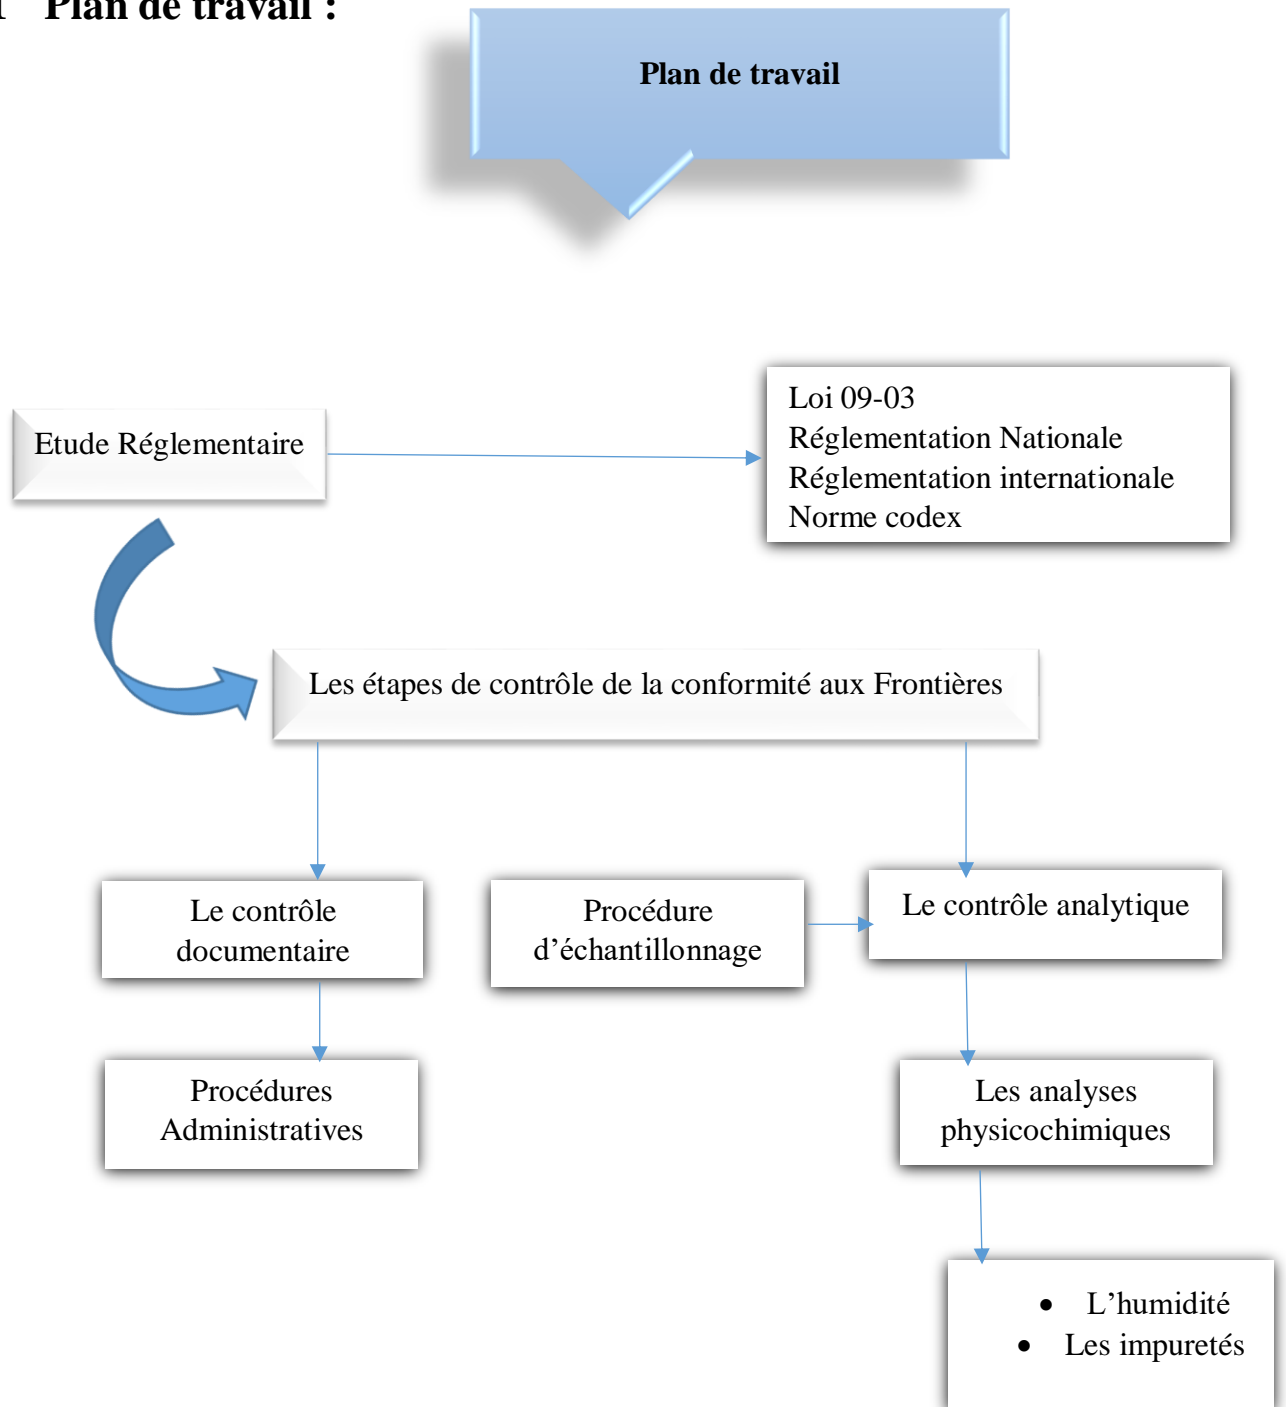 Plan de travail :
Plan de travail
Etude Réglementaire
Loi 09-03
Réglementation Nationale
Réglementation internationale
Norme codex
Les étapes de contrôle de la conformité aux Frontières
Le contrôle
documentaire
Procédure
d’échantillonnage
Le contrôle analytique
Procédures
Administratives
Les analyses
physicochimiques
• L’humidité
• Les impuretés